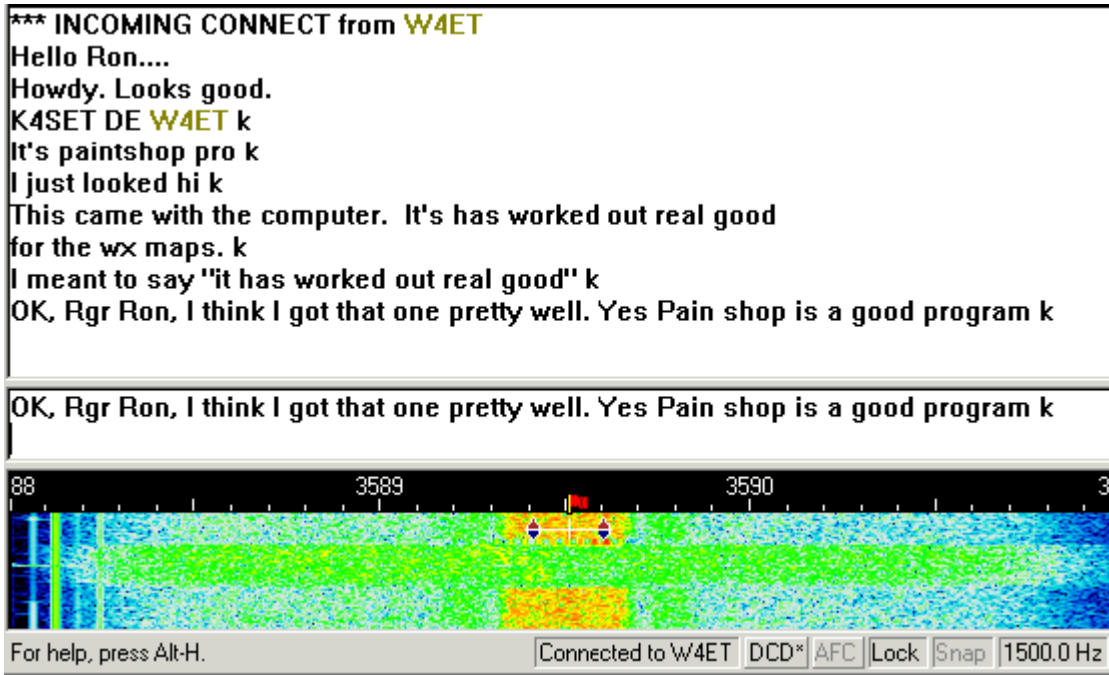 *** INCOMING CONNECT from W4ET
Hello Ron....
Howdy. Looks good.
K4SET DE W4ET k
It's paintshop pro k
I just looked hi k
This came with the computer.  It's has worked out real good
for the wx maps. k
I meant to say "it has worked out real good" k
OK, Rgr Ron, I think I got that one pretty well. Yes Pain shop is a good program k
OK, Rgr Ron, I think I got that one pretty well. Yes Pain shop is a good program k
88 3589 3590 3
For help, press Alt-H. Connected to W4ET DCD* AFC Lock Snap 1500.0 Hz